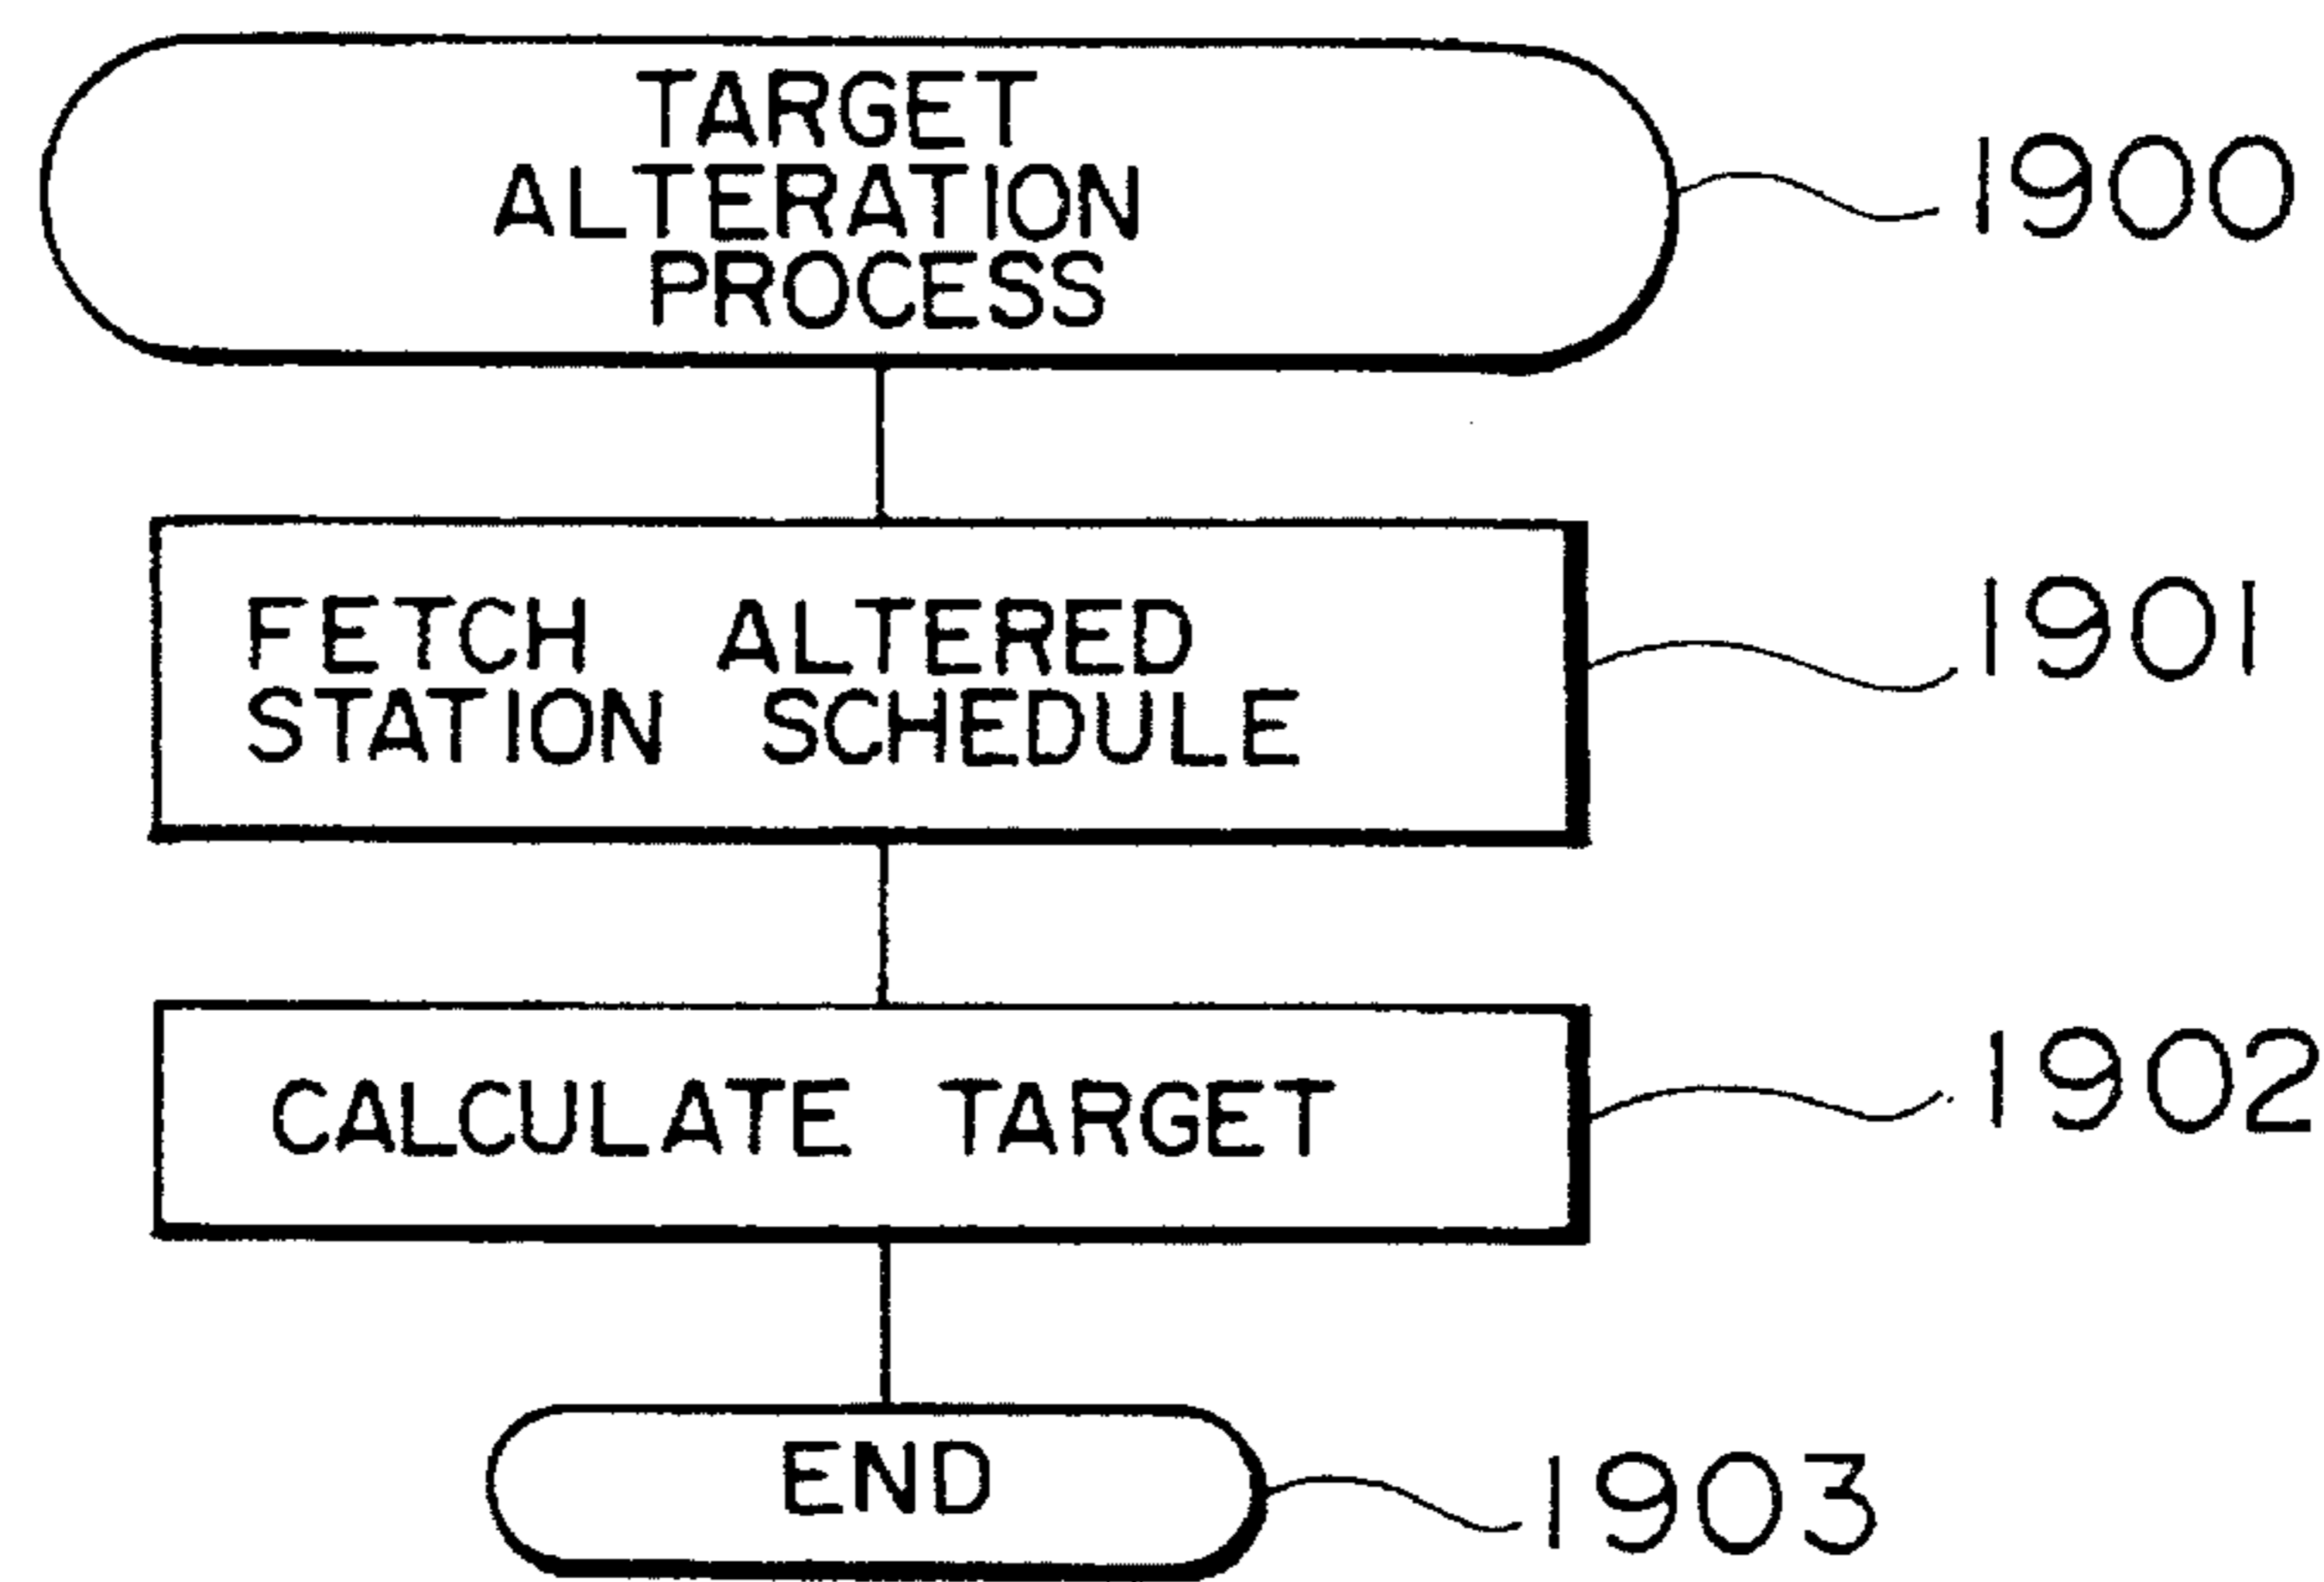 TARGET
ALTERATION
PROCESS
1900
FETCH ALTERED
STATION SCHEDULE
1901
CALCULATE TARGET
1902
END
1903